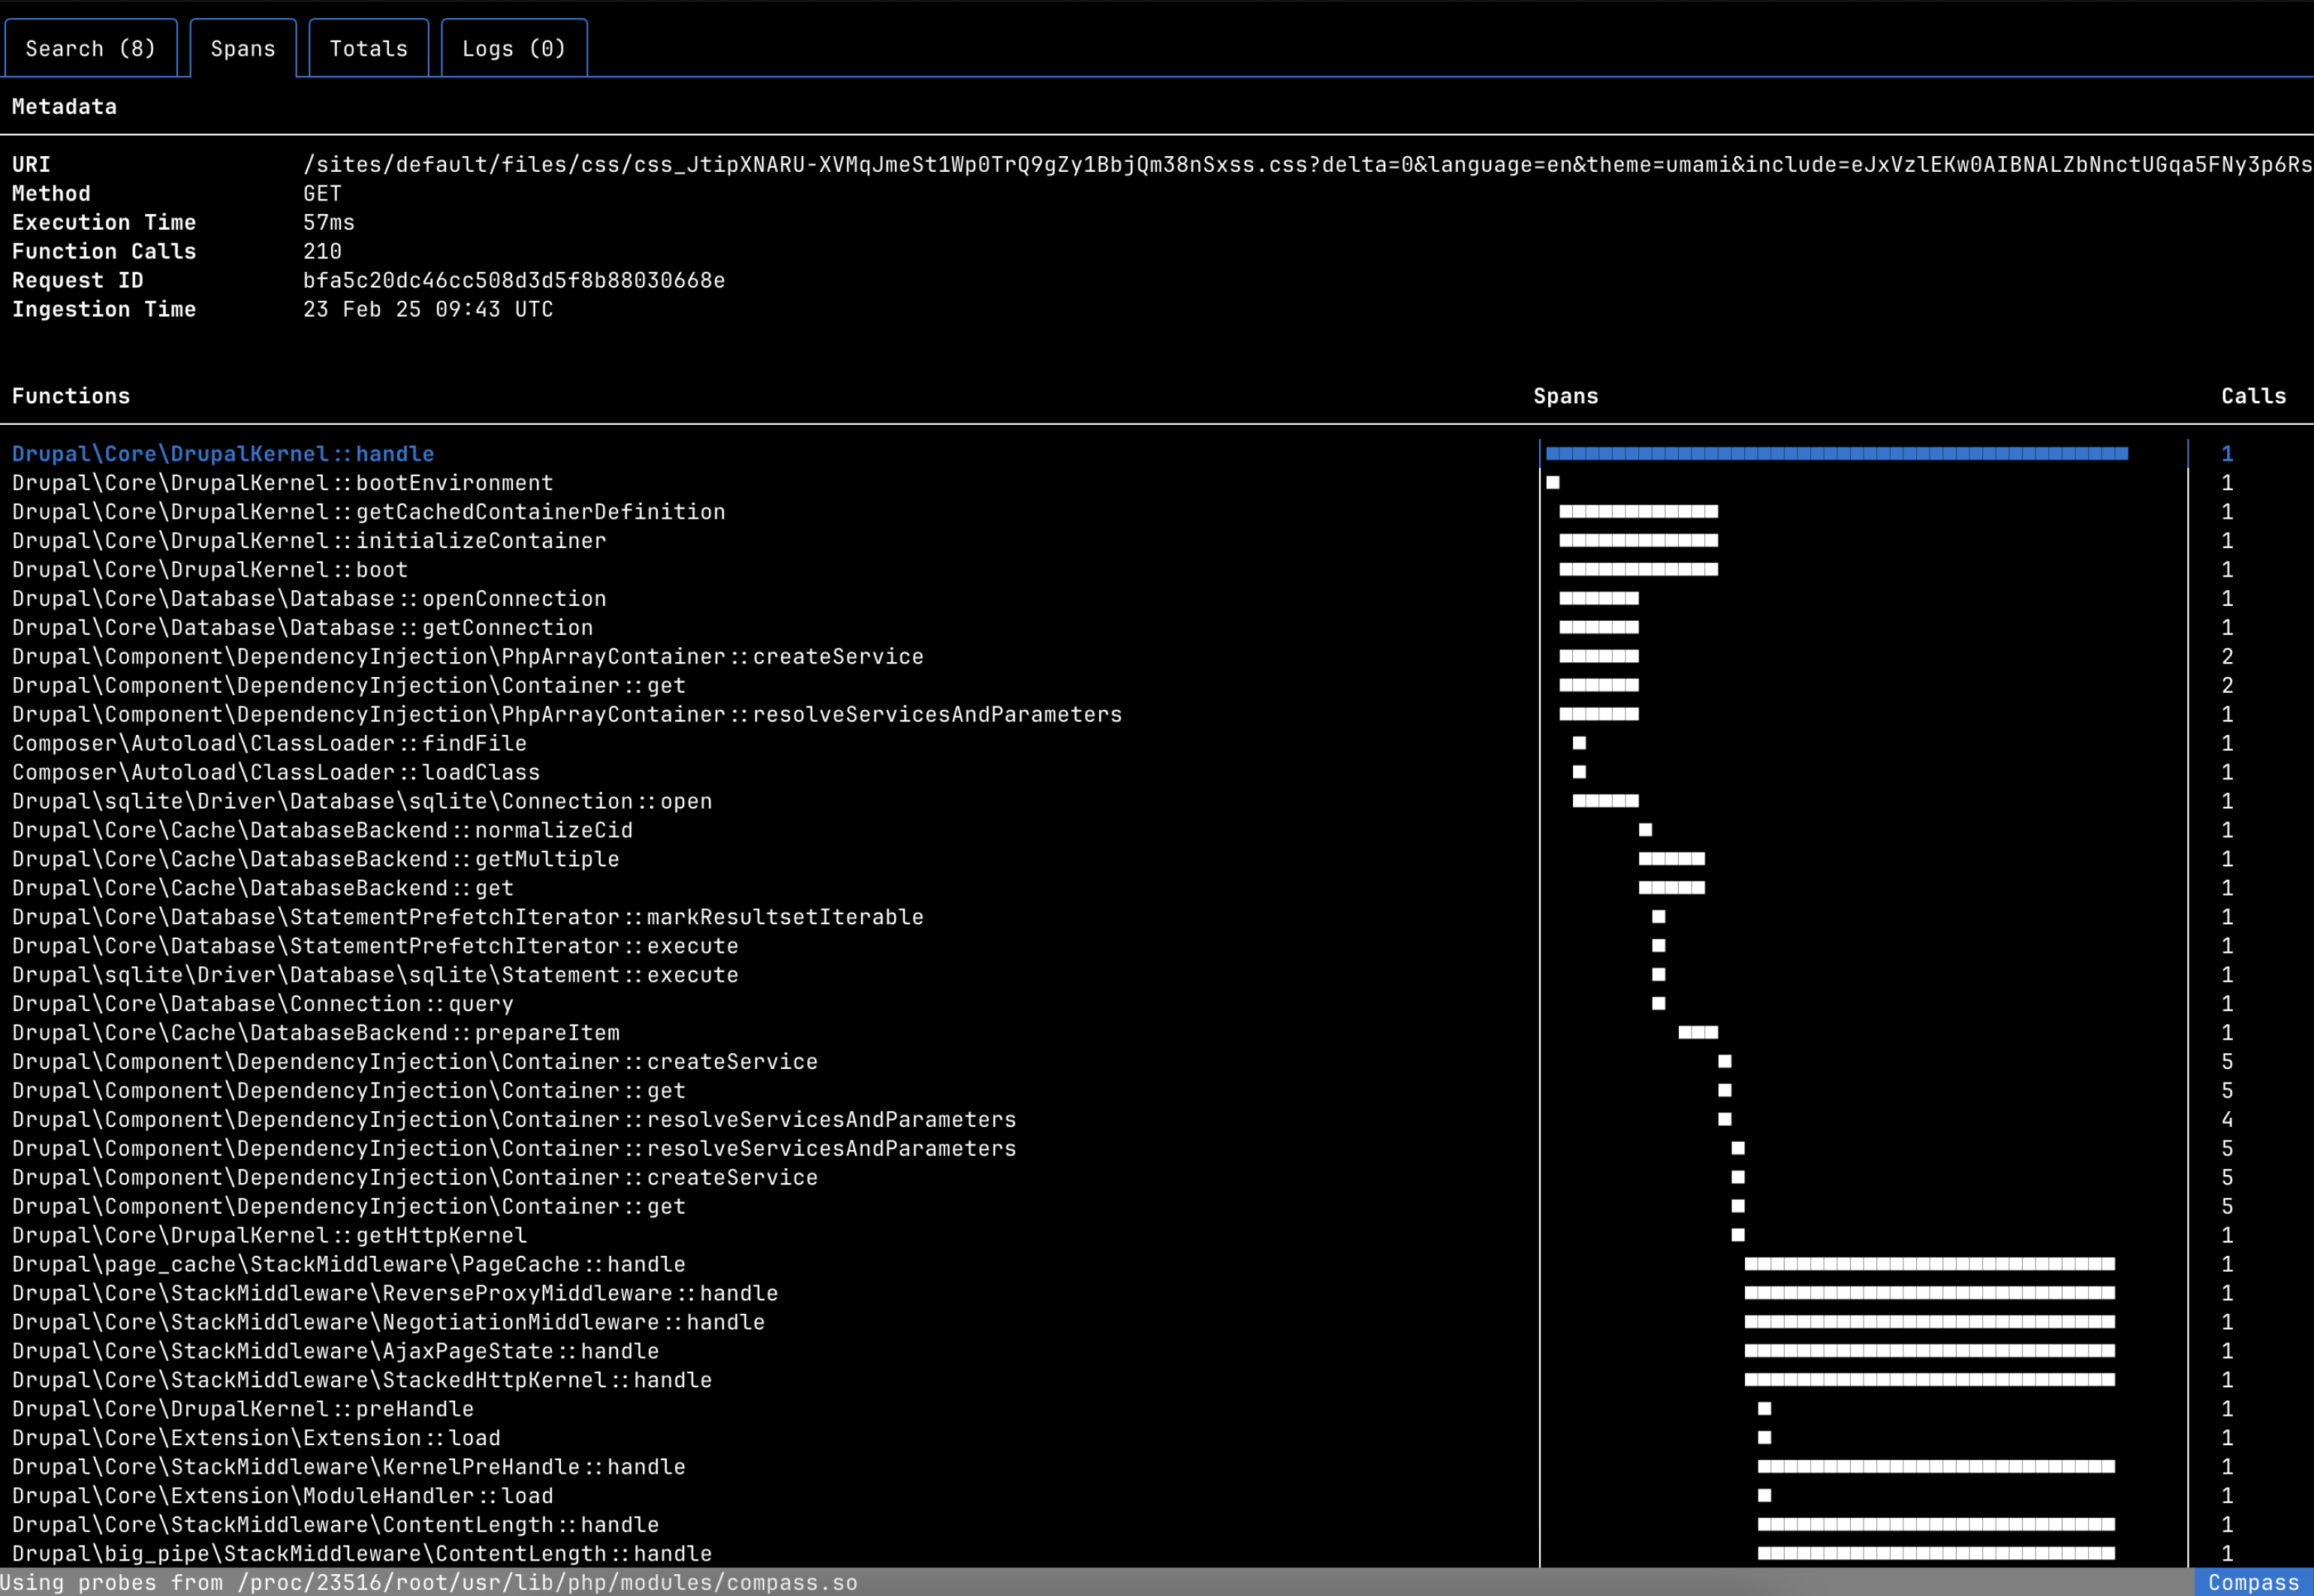 Search (8) Spans Totals Logs (0)
Metadata
URI /sites/default/files/css/css_JtipXNARU-XVMqJmeSt1Wp0TrQ9gZy1BbjQm38nSxss.css?delta=0&language=en&theme=umami&include=eJxVzlEKw0AIBNALZbNnctUGqa5FNy3p6Rs
Method GET
Execution Time 57ms
Function Calls 210
Request ID bfa5c20dc46cc508d3d5f8b88030668e
Ingestion Time 23 Feb 25 09:43 UTC
Functions Spans Calls
Drupal\Core\DrupalKernel::handle 1
Drupal\Core\DrupalKernel::bootEnvironment 1
Drupal\Core\DrupalKernel::getCachedContainerDefinition 1
Drupal\Core\DrupalKernel::initializeContainer 1
Drupal\Core\DrupalKernel::boot 1
Drupal\Core\Database\Database::openConnection 1
Drupal\Core\Database\Database::getConnection 1
Drupal\Component\DependencyInjection\PhpArrayContainer::createService 2
Drupal\Component\DependencyInjection\Container::get 2
Drupal\Component\DependencyInjection\PhpArrayContainer::resolveServicesAndParameters 1
Composer\Autoload\ClassLoader::findFile 1
Composer\Autoload\ClassLoader::loadClass 1
Drupal\sqlite\Driver\Database\sqlite\Connection::open 1
Drupal\Core\Cache\DatabaseBackend::normalizeCid 1
Drupal\Core\Cache\DatabaseBackend::getMultiple 1
Drupal\Core\Cache\DatabaseBackend::get 1
Drupal\Core\Database\StatementPrefetchIterator::markResultsetIterable 1
Drupal\Core\Database\StatementPrefetchIterator::execute 1
Drupal\sqlite\Driver\Database\sqlite\Statement::execute 1
Drupal\Core\Database\Connection::query 1
Drupal\Core\Cache\DatabaseBackend::prepareItem 1
Drupal\Component\DependencyInjection\Container::createService 5
Drupal\Component\DependencyInjection\Container::get 5
Drupal\Component\DependencyInjection\Container::resolveServicesAndParameters 4
Drupal\Component\DependencyInjection\Container::resolveServicesAndParameters 5
Drupal\Component\DependencyInjection\Container::createService 5
Drupal\Component\DependencyInjection\Container::get 5
Drupal\Core\DrupalKernel::getHttpKernel 1
Drupal\page_cache\StackMiddleware\PageCache::handle 1
Drupal\Core\StackMiddleware\ReverseProxyMiddleware::handle 1
Drupal\Core\StackMiddleware\NegotiationMiddleware::handle 1
Drupal\Core\StackMiddleware\AjaxPageState::handle 1
Drupal\Core\StackMiddleware\StackedHttpKernel::handle 1
Drupal\Core\DrupalKernel::preHandle 1
Drupal\Core\Extension\Extension::load 1
Drupal\Core\StackMiddleware\KernelPreHandle::handle 1
Drupal\Core\Extension\ModuleHandler::load 1
Drupal\Core\StackMiddleware\ContentLength::handle 1
Drupal\big_pipe\StackMiddleware\ContentLength::handle 1
Using probes from /proc/23516/root/usr/lib/php/modules/compass.so Compass